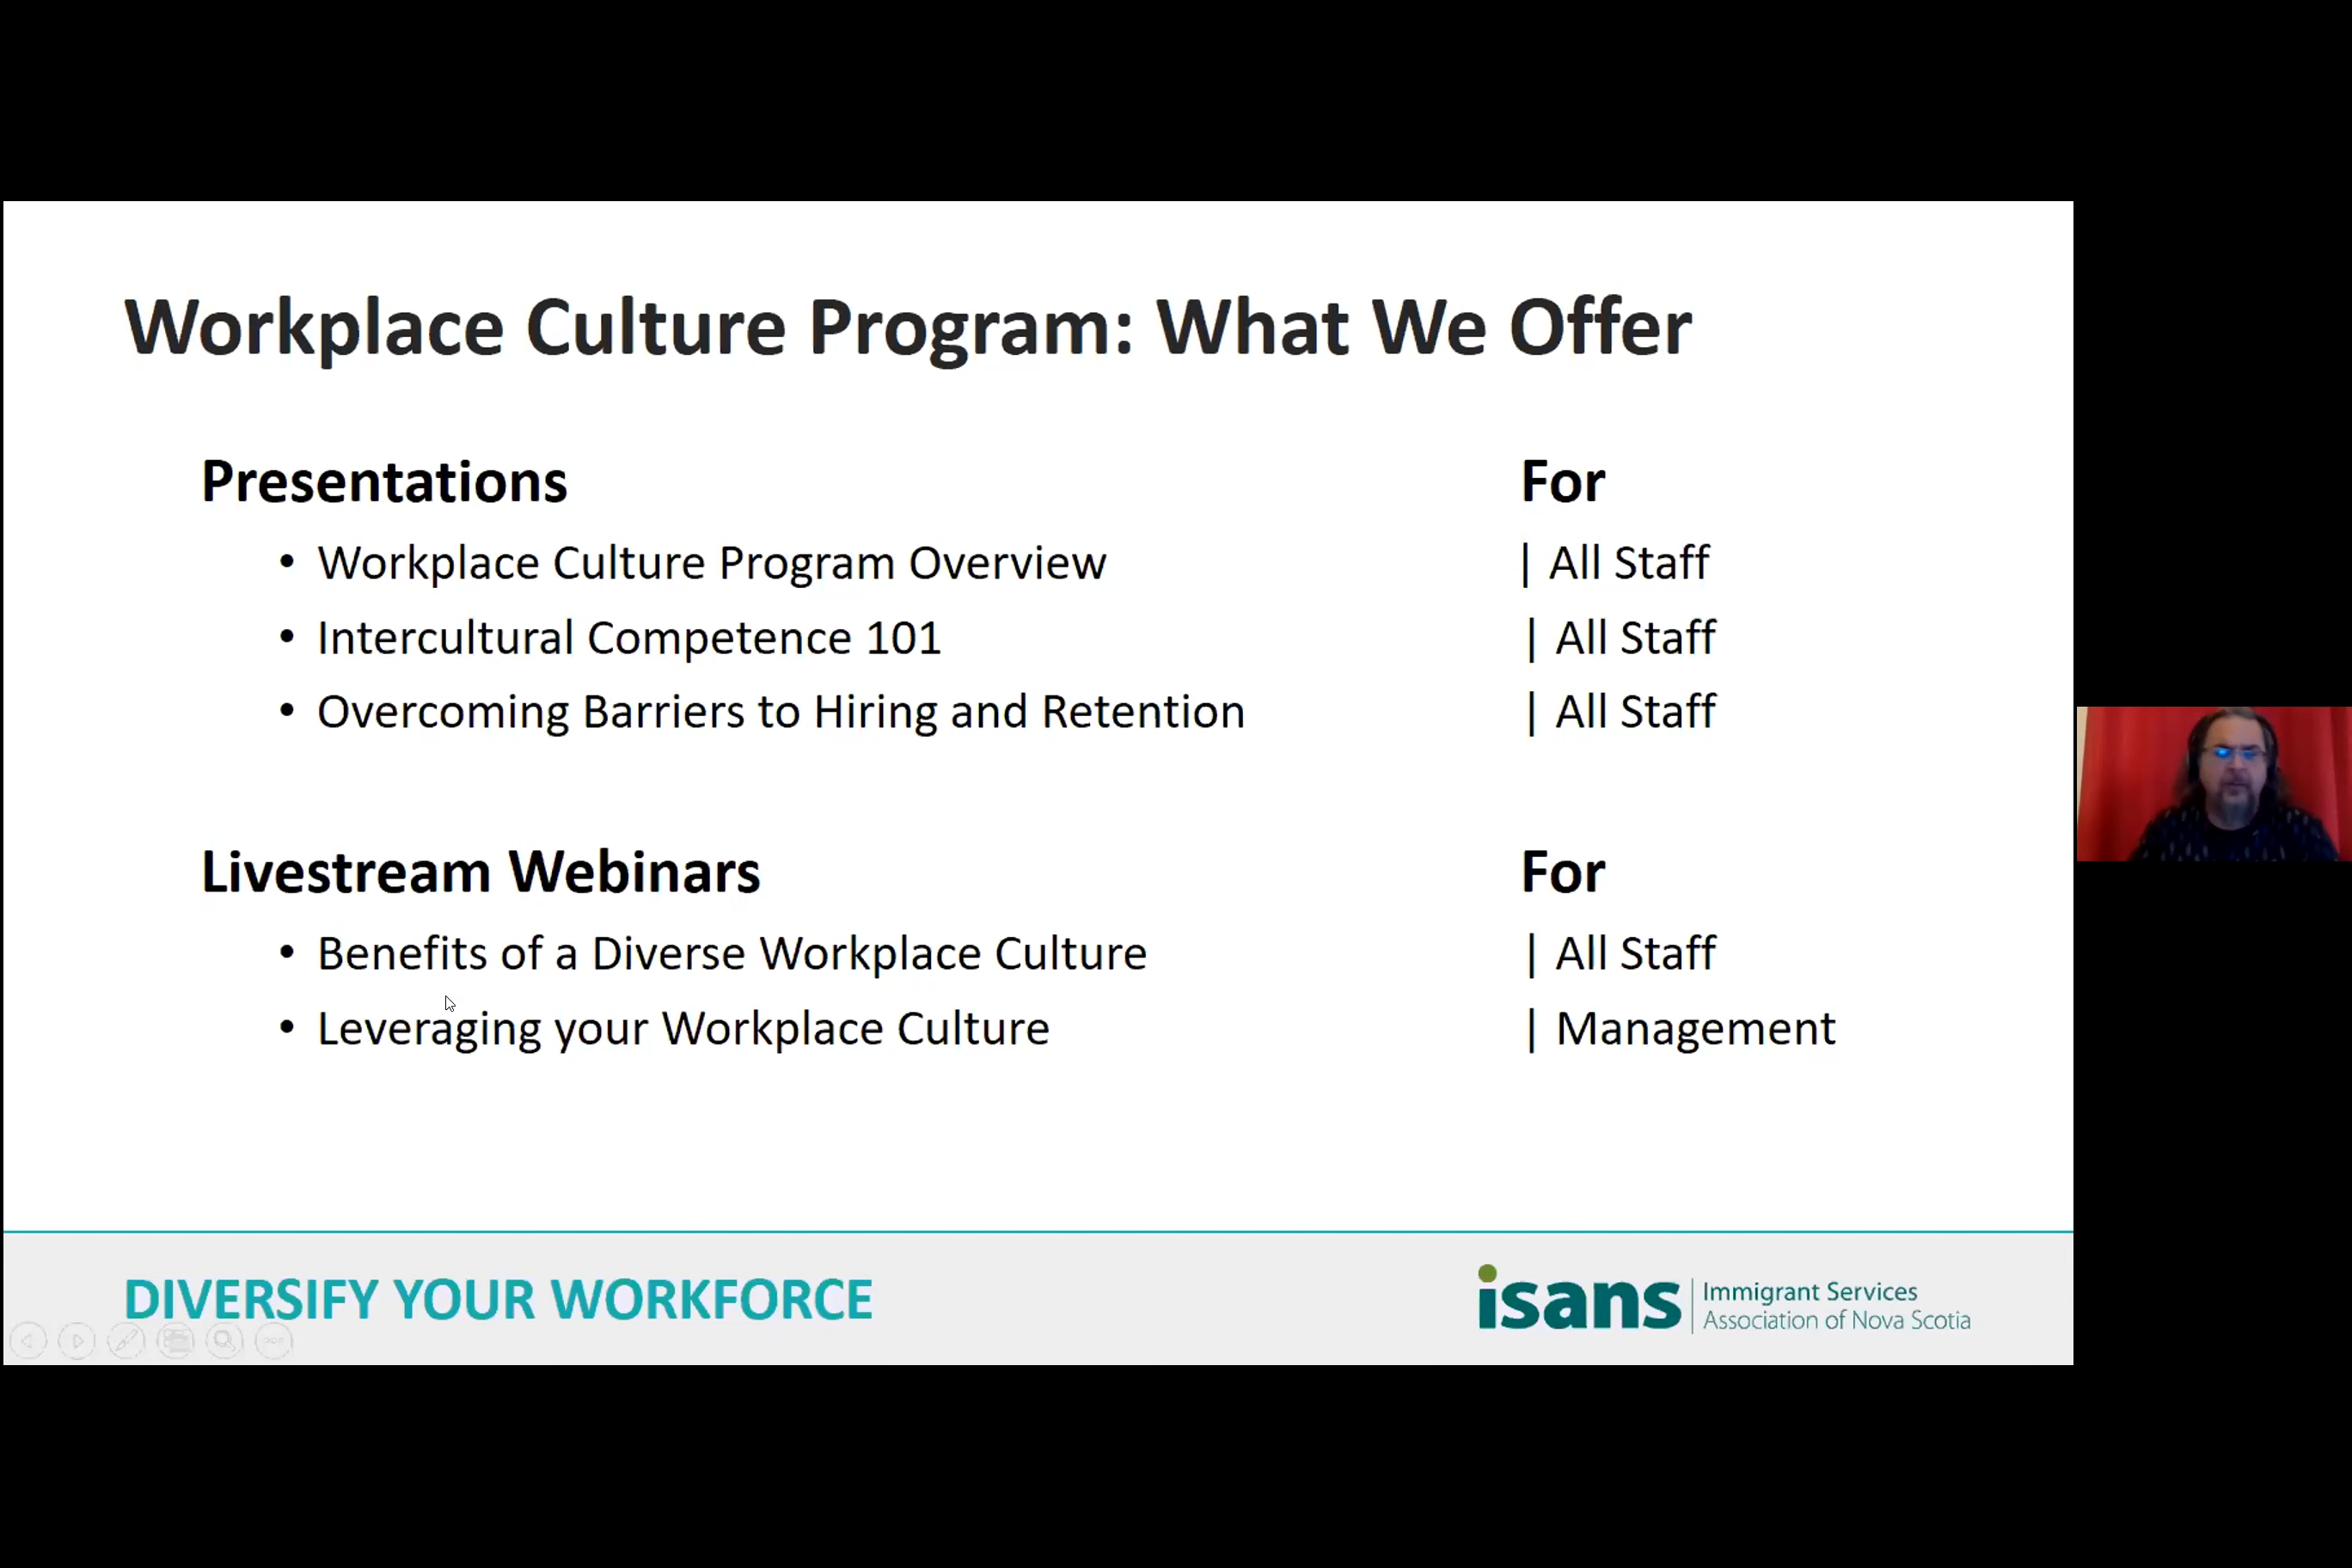 Workplace Culture Program: What We Offer
Presentations For
• Workplace Culture Program Overview | All Staff
• Intercultural Competence 101 | All Staff
• Overcoming Barriers to Hiring and Retention | All Staff
Livestream Webinars For
• Benefits of a Diverse Workplace Culture | All Staff
• Leveraging your Workplace Culture | Management
DIVERSIFY YOUR WORKFORCE
isans
Immigrant Services
Association of Nova Scotia